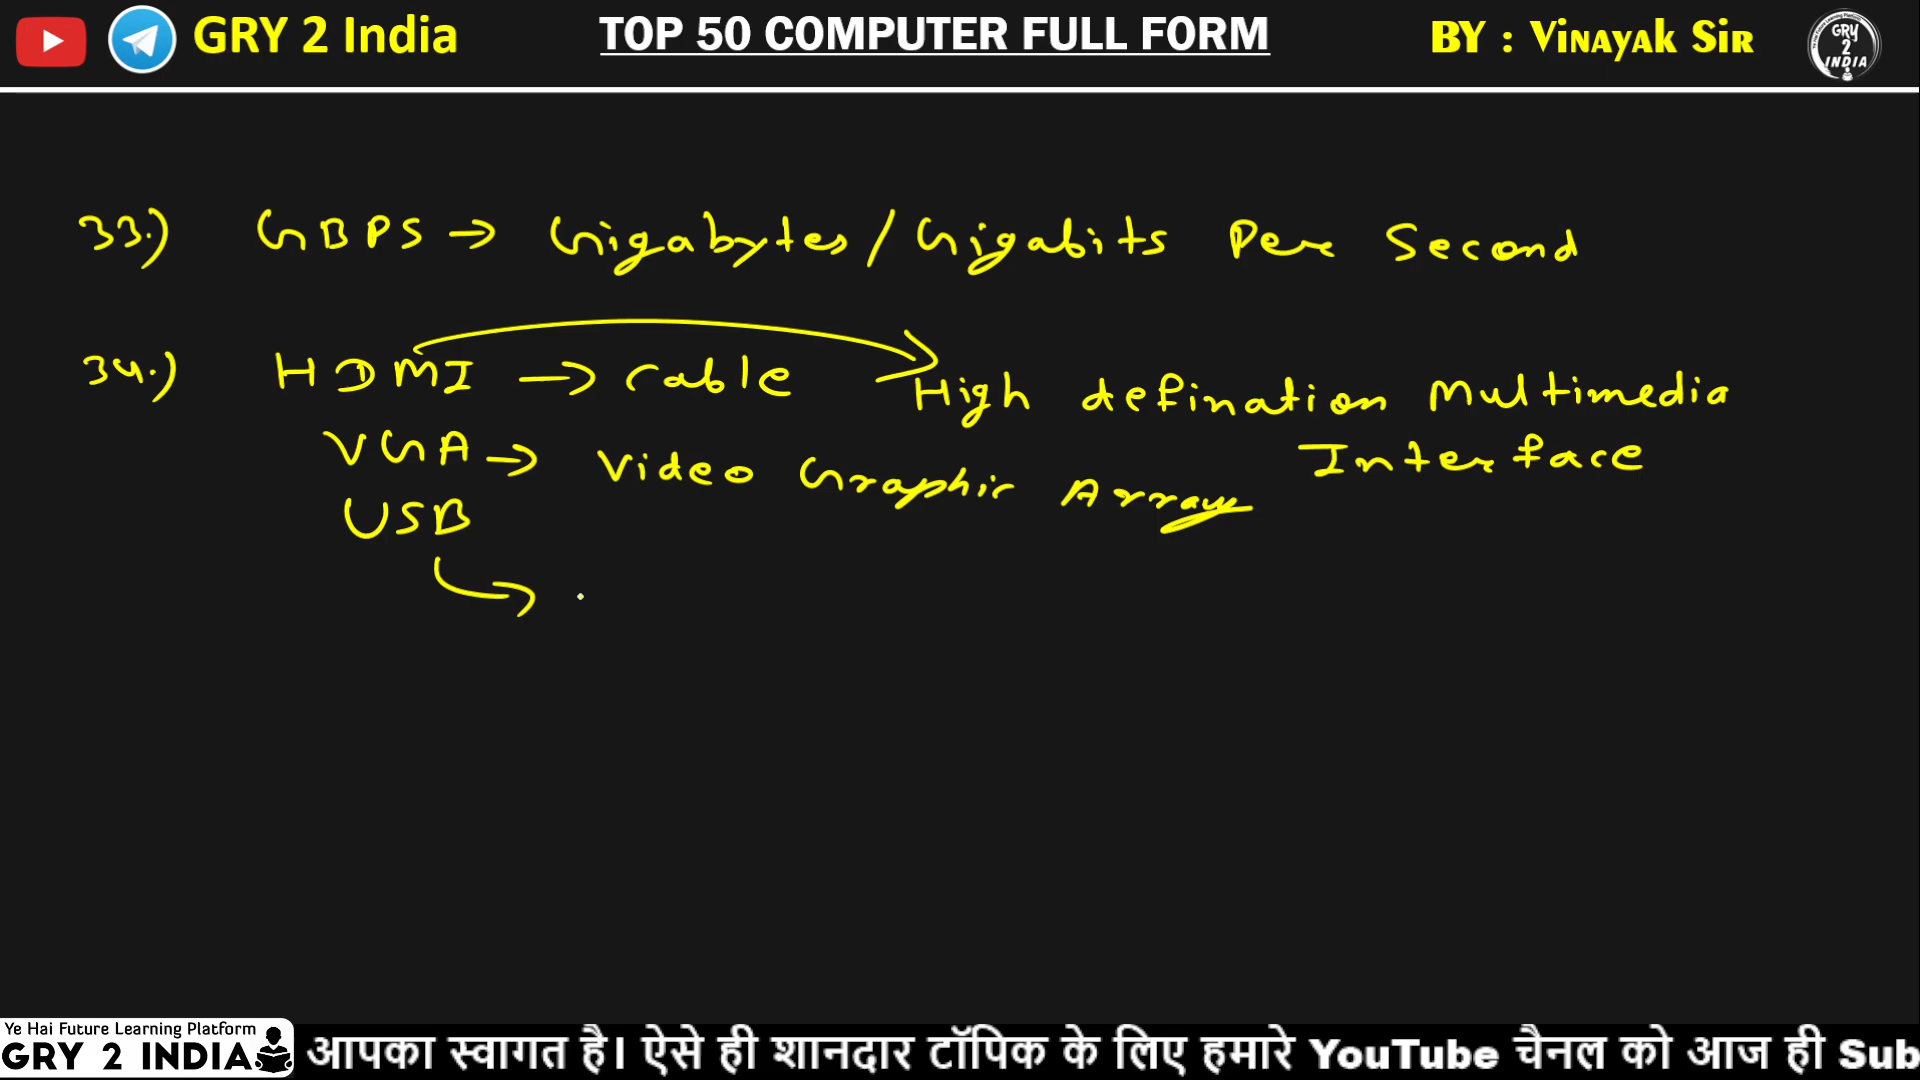 GRY 2 India
TOP 50 COMPUTER FULL FORM
BY : Vinayak Sir
GRY 2 INDIA
33.) GBPS → Gigabytes/Gigabits Per Second
34.) HDMI → Cable High defination Multimedia
Interface
VGA → Video Graphic Array
USB
Ye Hai Future Learning Platform
GRY 2 INDIA
आपका स्वागत है। ऐसे ही शानदार टॉपिक के लिए हमारे YouTube चैनल को आज ही Sub